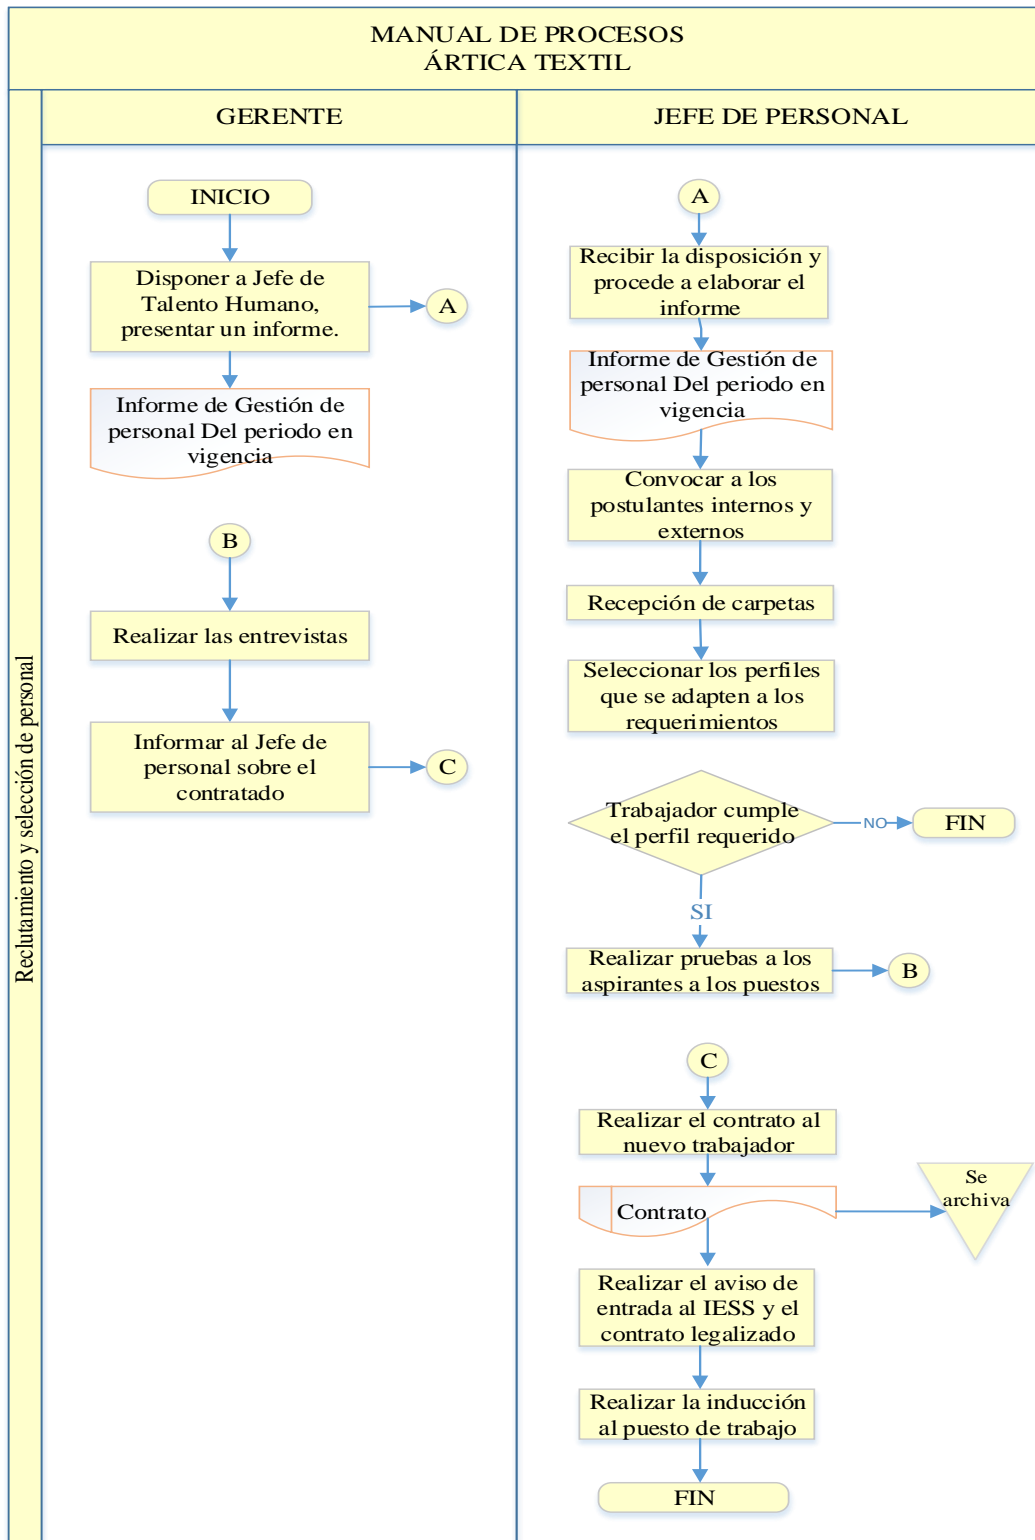 MANUAL DE PROCESOS
ÁRTICA TEXTIL
Reclutamiento y selección de personal
GERENTE
INICIO
Disponer a Jefe de
Talento Humano,
presentar un informe.
A
Informe de Gestión de
personal Del periodo en
vigencia
B
Realizar las entrevistas
Informar al Jefe de
personal sobre el
contratado
C
JEFE DE PERSONAL
A
Recibir la disposición y
procede a elaborar el
informe
Informe de Gestión de
personal Del periodo en
vigencia
Convocar a los
postulantes internos y
externos
Recepción de carpetas
Seleccionar los perfiles
que se adapten a los
requerimientos
Trabajador cumple
el perfil requerido
NO
FIN
SI
Realizar pruebas a los
aspirantes a los puestos
B
C
Realizar el contrato al
nuevo trabajador
Contrato
Se
archiva
Realizar el aviso de
entrada al IESS y el
contrato legalizado
Realizar la inducción
al puesto de trabajo
FIN